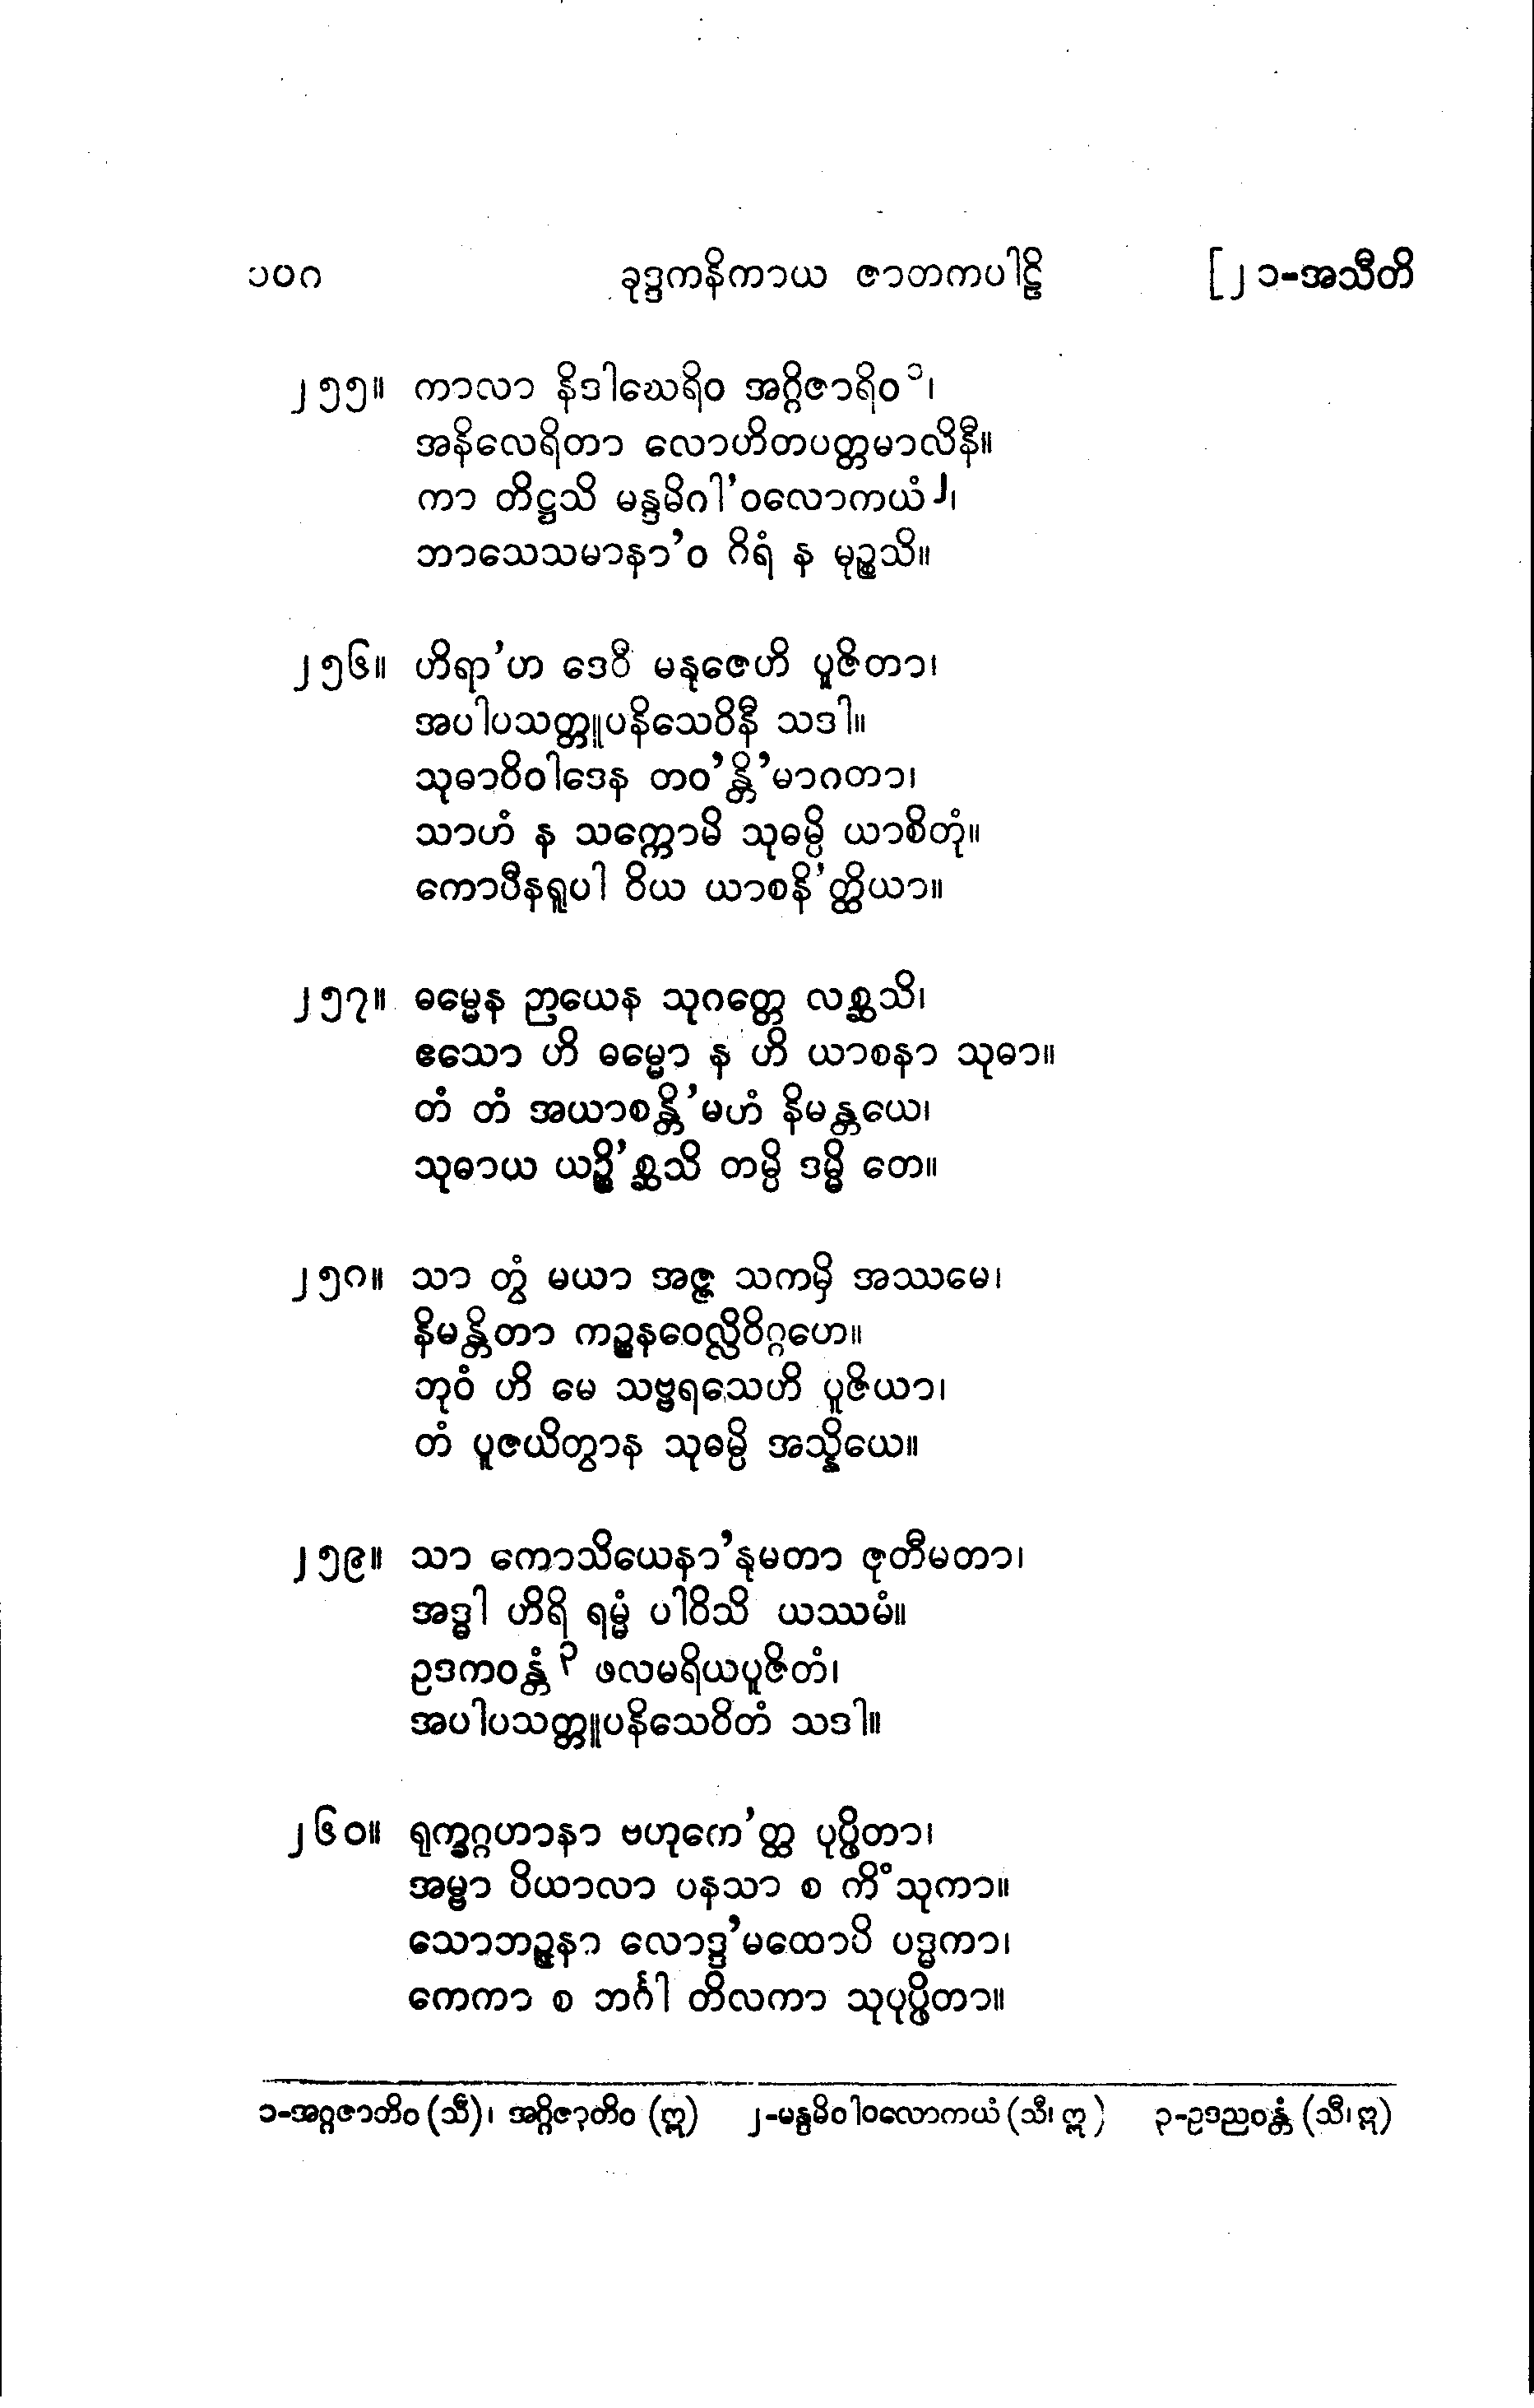 ၁၀၈ ခုဒ္ဒကနိကာယ ဇာတကပါဠိ [၂၁-အသီတိ
၂၅၅။ ကာလာ နိဒါဃေရိဝ အဂ္ဂိဇာရိဝ ၁၊
အနိလေရိတာ လောဟိတပတ္တမာလိနီ။
ကာ တိဋ္ဌသိ မန္ဒမိဂါ’ဝလောကယံ ၂၊
ဘာသေသမာနာ’ဝ ဂိရံ န မုဉ္စသိ။
၂၅၆။ ဟိရာ’ဟ ဒေဝီ မနုဇေဟိ ပူဇိတာ၊
အပါပသတ္တူပနိသေဝိနီ သဒါ။
သုဓာဝိဝါဒေန တဝ’န္တိ’မာဂတာ၊
သာဟံ န သက္ကောမိ သုဓမ္ပိ ယာစိတုံ။
ကောပီနရူပါ ဝိယ ယာစနိ’တ္ထိယာ။
၂၅၇။ ဓမ္မေန ဉာယေန သုဂတ္တေ လစ္ဆသိ၊
ဧသော ဟိ ဓမ္မော န ဟိ ယာစနာ သုဓာ။
တံ တံ အယာစန္တိ’မဟံ နိမန္တယေ၊
သုဓာယ ယဉ္စိ’စ္ဆသိ တမ္ပိ ဒမ္မိ တေ။
၂၅၈။ သာ တွံ မယာ အဇ္ဇ သကမှိ အဿမေ၊
နိမန္တိတာ ကဉ္စနဝေလ္လိဝိဂ္ဂဟေ။
ဘုဝံ ဟိ မေ သဗ္ဗရသေဟိ ပူဇိယာ၊
တံ ပူဇယိတွာန သုဓမ္ပိ အသ္နိယေ။
၂၅၉။ သာ ကောသိယေနာ’နုမတာ ဇုတီမတာ၊
အဒ္ဓါ ဟိရိ ရမ္မံ ပါဝိသိ ယဿမံ။
ဥဒကဝန္တံ ၃ ဖလမရိယပူဇိတံ၊
အပါပသတ္တူပနိသေဝိတံ သဒါ။
၂၆၀။ ရုက္ခဂ္ဂဟာနာ ဗဟုကေ’တ္ထ ပုပ္ဖိတာ၊
အမ္ဗာ ပိယာလာ ပနသာ စ ကိံသုကာ။
သောဘဉ္ဇနာ လောဒ္ဒ’မထောပိ ပဒ္မကာ၊
ကေကာ စ ဘင်္ဂါ တိလကာ သုပုပ္ဖိတာ။
၁-အဂ္ဂဇာတိဝ (သီ)၊ အဂ္ဂိဇာတိဝ (ဣ) ၂-မန္ဒမိဝါဝလောကယံ (သီ၊ ဣ) ၃-ဥဒညဝန္တံ (သီ၊ ဣ)